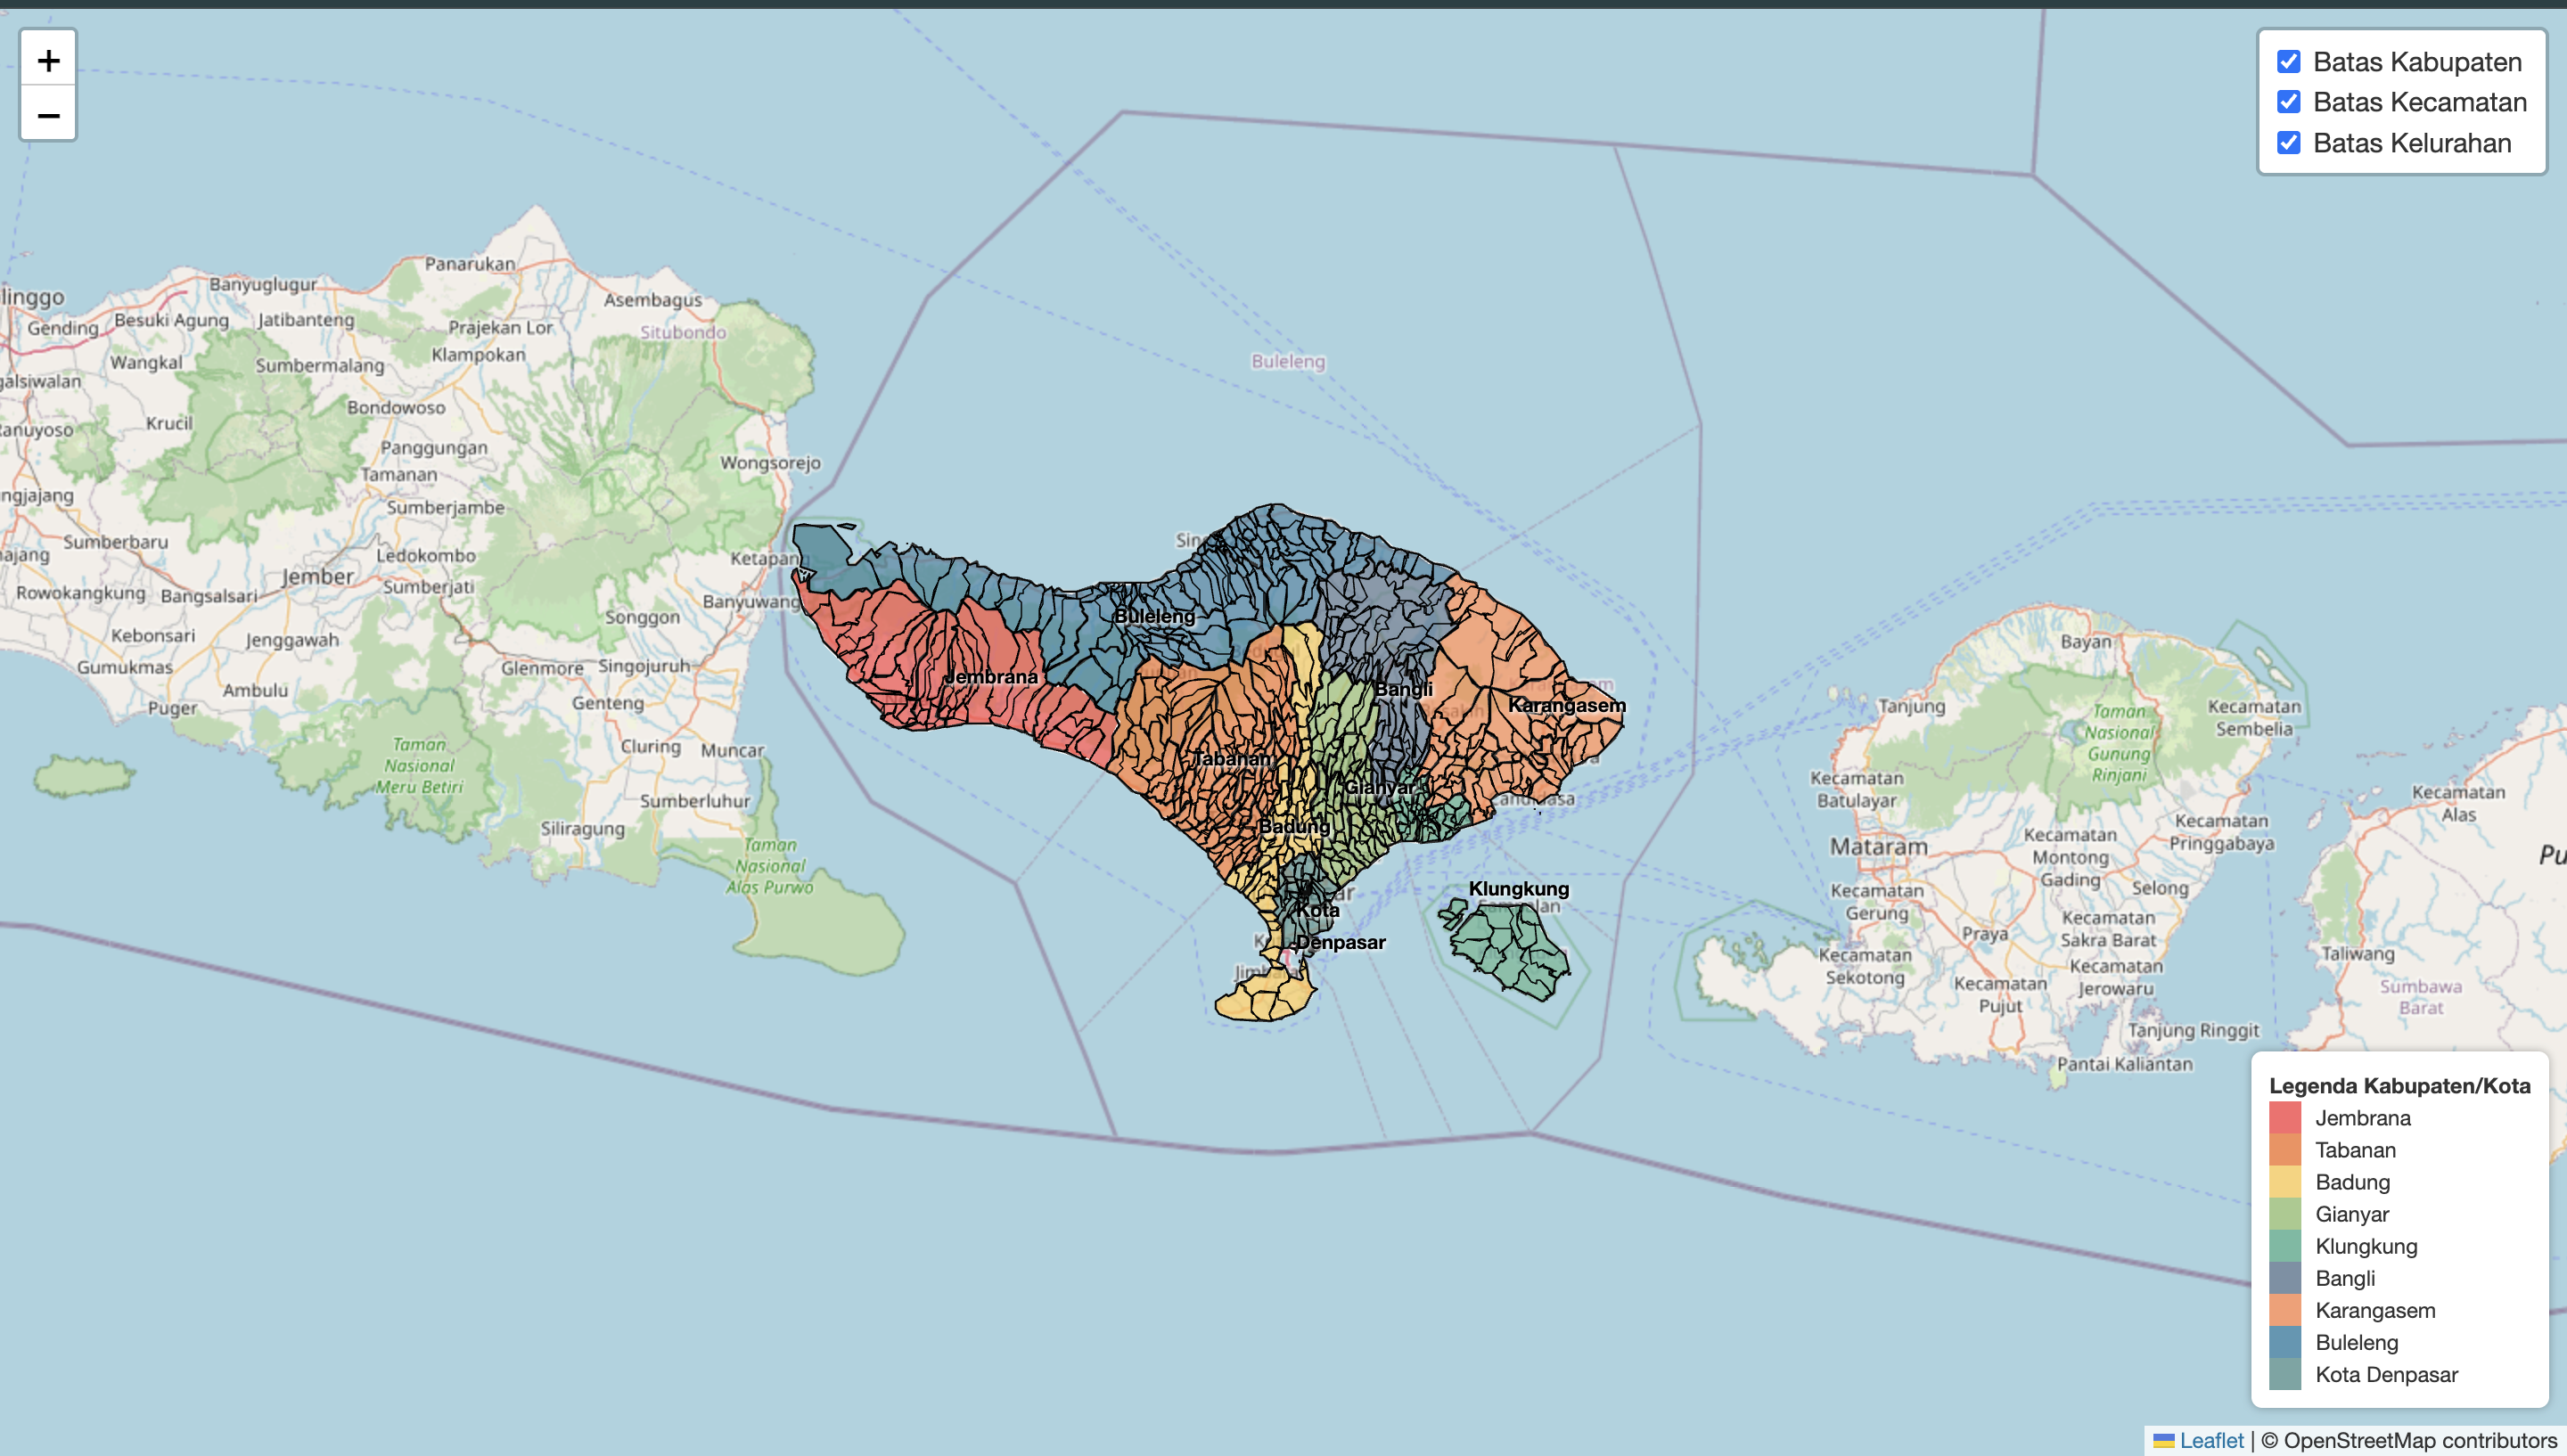 +
−
Batas Kabupaten
Batas Kecamatan
Batas Kelurahan
Panarukan
Banyuglugur
linggo
Asembagus
Gending
Besuki Agung
Jatibanteng
Prajekan Lor
Situbondo
Wangkal
Klampokan
Sumbermalang
galsiwalan
Bondowoso
Krucil
Ranuyoso
Panggungan
Wongsorejo
Tamanan
ngjajang
Sumberjambe
Sumberbaru
ajang
Ledokombo
Ketapan
Jember
Sumberjati
Rowokangkung
Bangsalsari
Banyuwang
Songgon
Kebonsari
Jenggawah
Gumukmas
Glenmore
Singojuruh
Ambulu
Genteng
Puger
Cluring
Muncar
Taman
Nasional
Meru Betiri
Sumberluhur
Siliragung
Taman
Nasional
Alas Purwo
Buleleng
Sing
Buleleng
Jembrana
Bangli
Karangasem
Tabanan
Gianyar
Candidasa
Badung
Klungkung
Kota
Denpasar
Bayan
Tanjung
Taman
Nasional
Gunung
Rinjani
Kecamatan
Sembelia
Kecamatan
Batulayar
Kecamatan
Alas
Kecamatan
Pringgabaya
Mataram
Kecamatan
Montong
Gading
Pu
Kecamatan
Gerung
Selong
Kecamatan
Sakra Barat
Praya
Kecamatan
Sekotong
Taliwang
Kecamatan
Jerowaru
Kecamatan
Pujut
Sumbawa
Barat
Tanjung Ringgit
Pantai Kaliantan
Legenda Kabupaten/Kota
Jembrana
Tabanan
Badung
Gianyar
Klungkung
Bangli
Karangasem
Buleleng
Kota Denpasar
Leaflet | © OpenStreetMap contributors